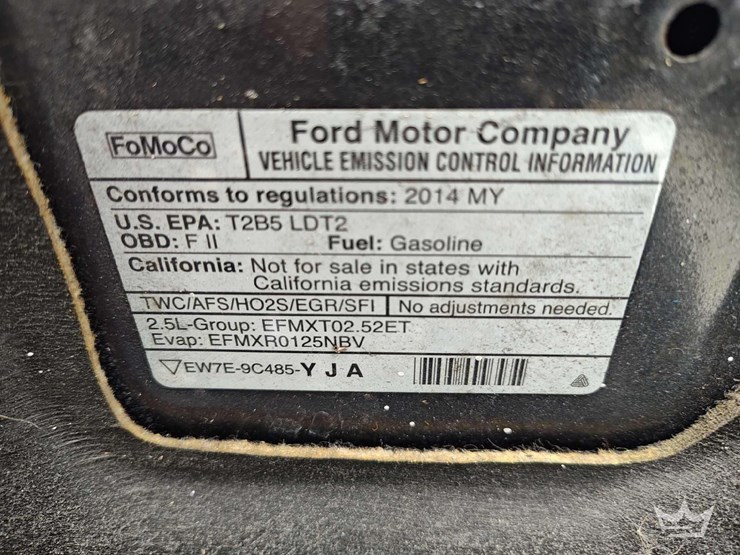 FoMoCo
Ford Motor Company
VEHICLE EMISSION CONTROL INFORMATION
Conforms to regulations: 2014 MY
U.S. EPA: T2B5 LDT2
OBD: F II Fuel: Gasoline
California: Not for sale in states with
California emissions standards.
TWC/AFS/HO2S/EGR/SFI No adjustments needed.
2.5L-Group: EFMXT02.52ET
Evap: EFMXR0125NBV
EW7E-9C485-Y J A